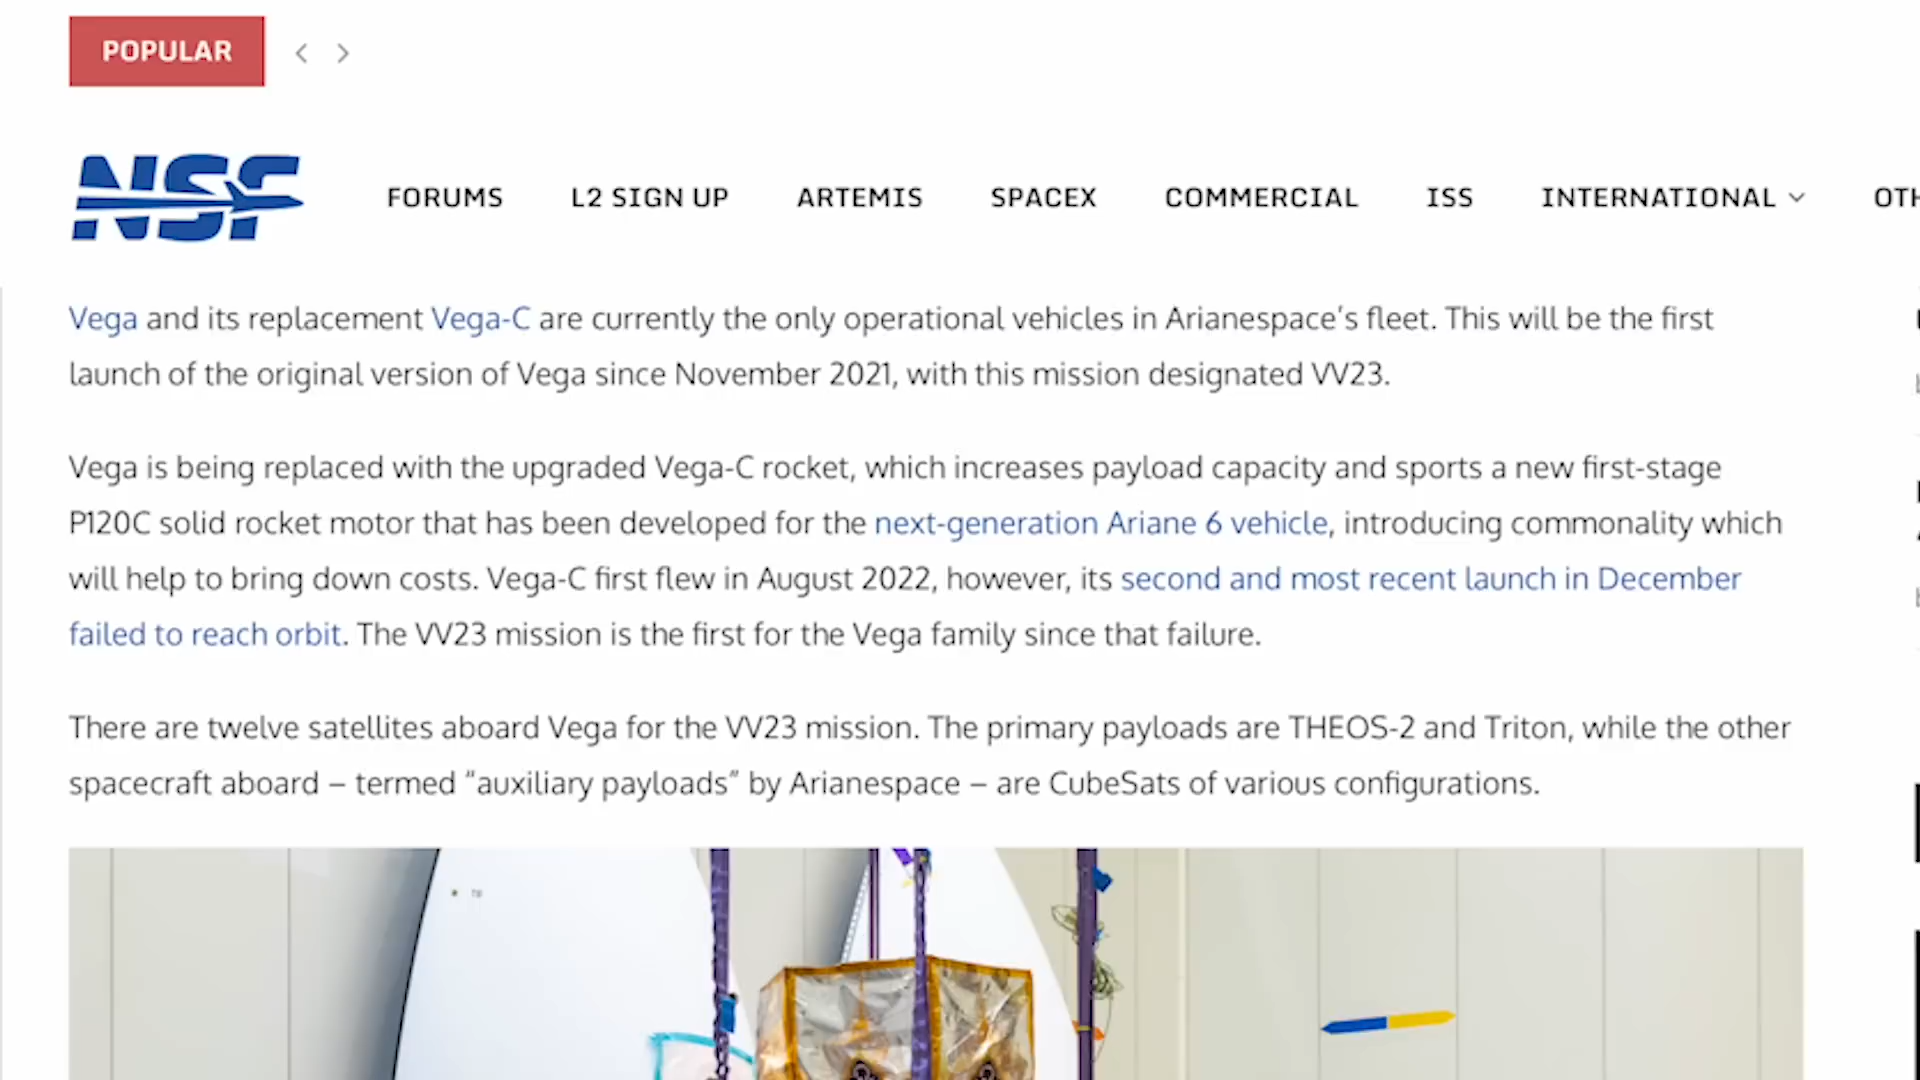 POPULAR
NSF
FORUMS L2 SIGN UP ARTEMIS SPACEX COMMERCIAL ISS INTERNATIONAL
Vega and its replacement Vega-C are currently the only operational vehicles in Arianespace’s fleet. This will be the first
launch of the original version of Vega since November 2021, with this mission designated VV23.
Vega is being replaced with the upgraded Vega-C rocket, which increases payload capacity and sports a new first-stage
P120C solid rocket motor that has been developed for the next-generation Ariane 6 vehicle, introducing commonality which
will help to bring down costs. Vega-C first flew in August 2022, however, its second and most recent launch in December
failed to reach orbit. The VV23 mission is the first for the Vega family since that failure.
There are twelve satellites aboard Vega for the VV23 mission. The primary payloads are THEOS-2 and Triton, while the other
spacecraft aboard – termed “auxiliary payloads” by Arianespace – are CubeSats of various configurations.